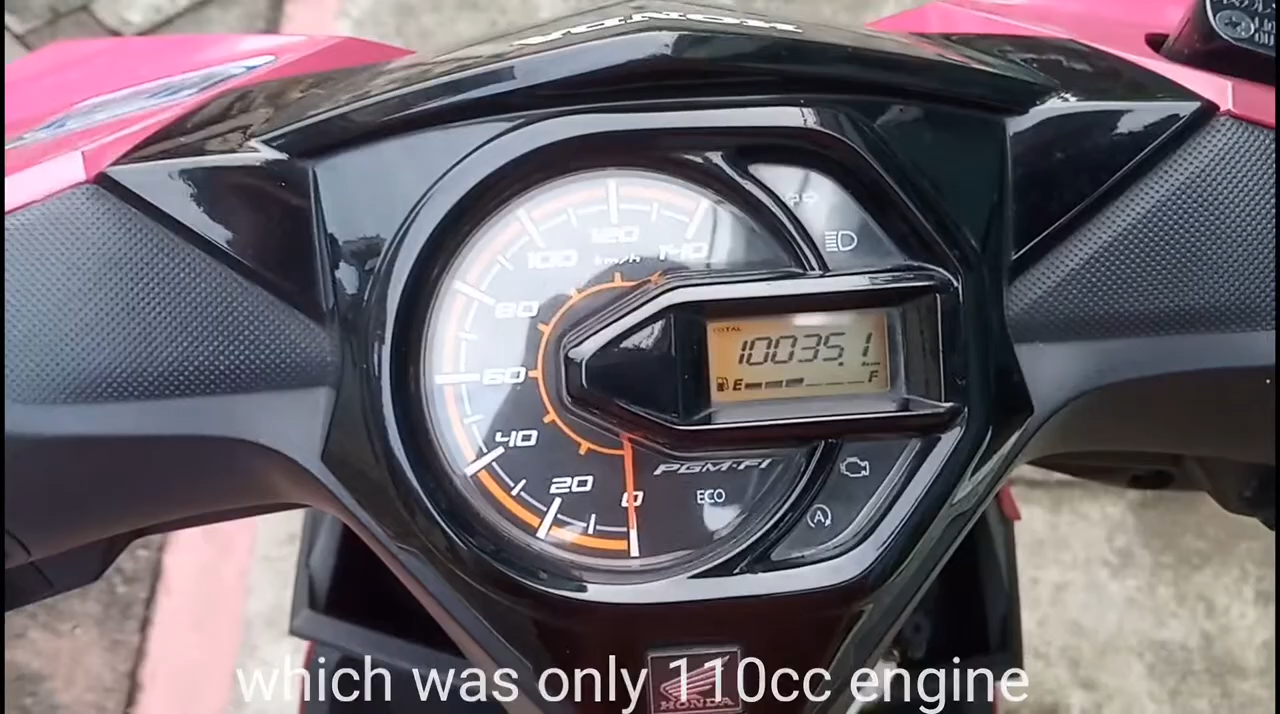 HONDA
120
100 km/h 140
80
TOTAL
10035.1
60
E F
40
PGM-FI
20
0
ECO
A
which was only 110cc engine
HONDA